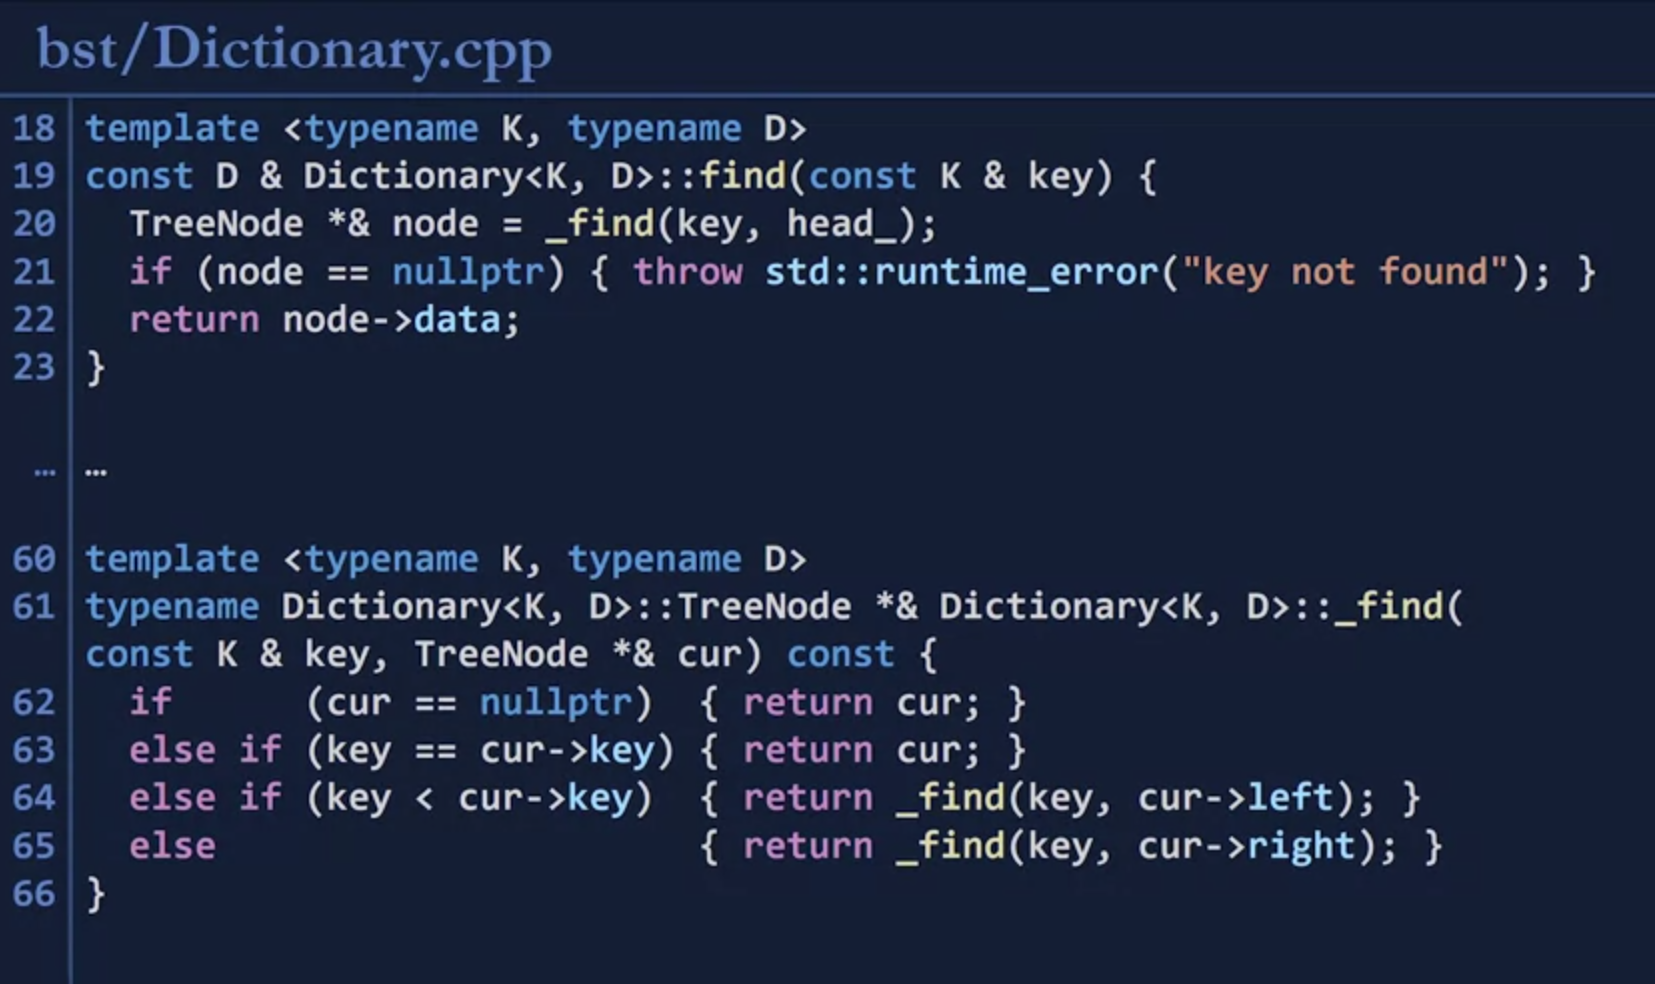 bst/Dictionary.cpp
18 template <typename K, typename D>
19 const D & Dictionary<K, D>::find(const K & key) {
20   TreeNode *& node = _find(key, head_);
21   if (node == nullptr) { throw std::runtime_error("key not found"); }
22   return node->data;
23 }
… …
60 template <typename K, typename D>
61 typename Dictionary<K, D>::TreeNode *& Dictionary<K, D>::_find(
const K & key, TreeNode *& cur) const {
62   if      (cur == nullptr)  { return cur; }
63   else if (key == cur->key) { return cur; }
64   else if (key < cur->key)  { return _find(key, cur->left); }
65   else                      { return _find(key, cur->right); }
66 }